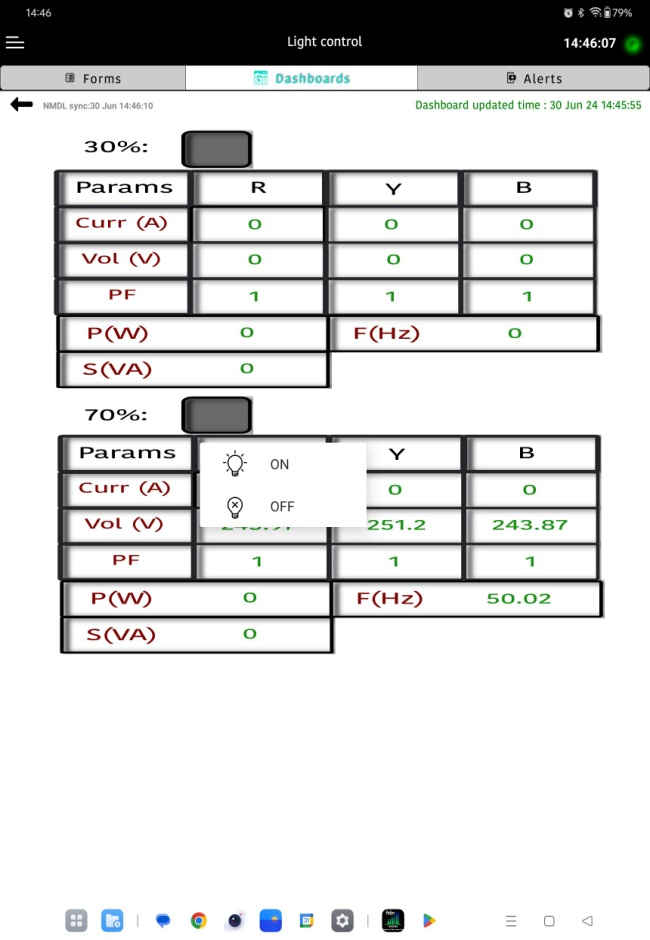 14:46 79%
Light control 14:46:07
Forms Dashboards Alerts
NMDL sync:30 Jun 14:46:10 Dashboard updated time : 30 Jun 24 14:45:55
30%:
Params R Y B
Curr (A) 0 0 0
Vol (V) 0 0 0
PF 1 1 1
P(W) 0 F(Hz) 0
S(VA) 0
70%:
Params Y B
ON
Curr (A) 0 0
OFF
Vol (V) 251.2 243.87
PF 1 1 1
P(W) 0 F(Hz) 50.02
S(VA) 0